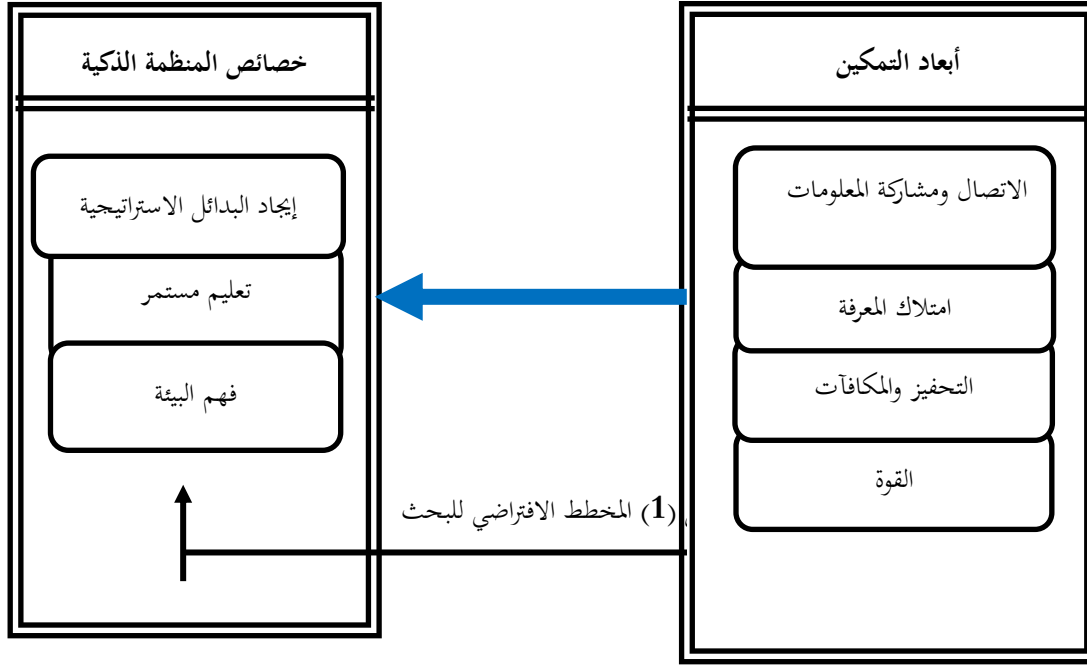 أبعاد التمكين
الاتصال ومشاركة المعلومات
امتلاك المعرفة
التحفيز والمكافآت
القوة
خصائص المنظمة الذكية
إيجاد البدائل الاستراتيجية
تعليم مستمر
فهم البيئة
(1) المخطط الافتراضي للبحث